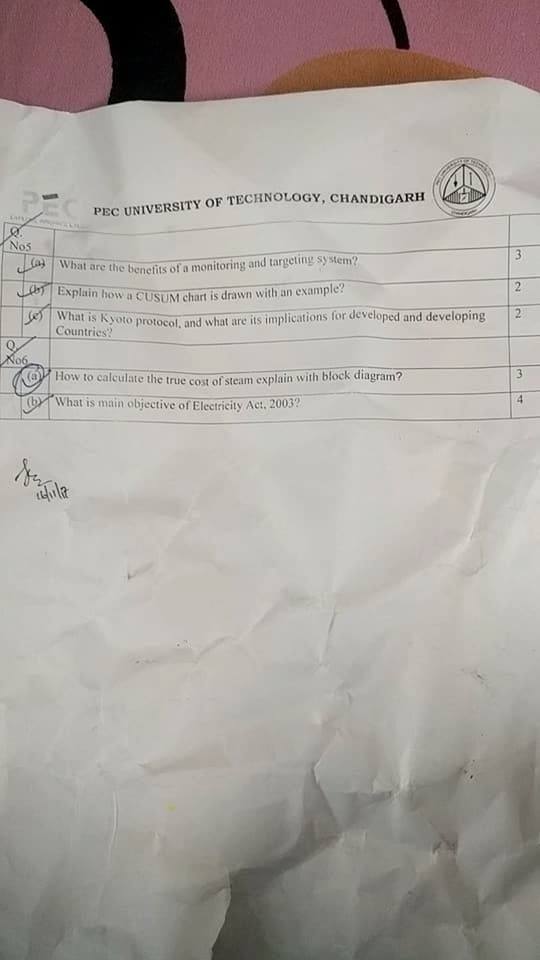 PEC
PEC UNIVERSITY OF TECHNOLOGY, CHANDIGARH
Q.
No5
(a) What are the benefits of a monitoring and targeting system? 3
(b) Explain how a CUSUM chart is drawn with an example? 2
(c) What is Kyoto protocol, and what are its implications for developed and developing 2
Countries?
Q.
No6
(a) How to calculate the true cost of steam explain with block diagram? 3
(b) What is main objective of Electricity Act, 2003? 4